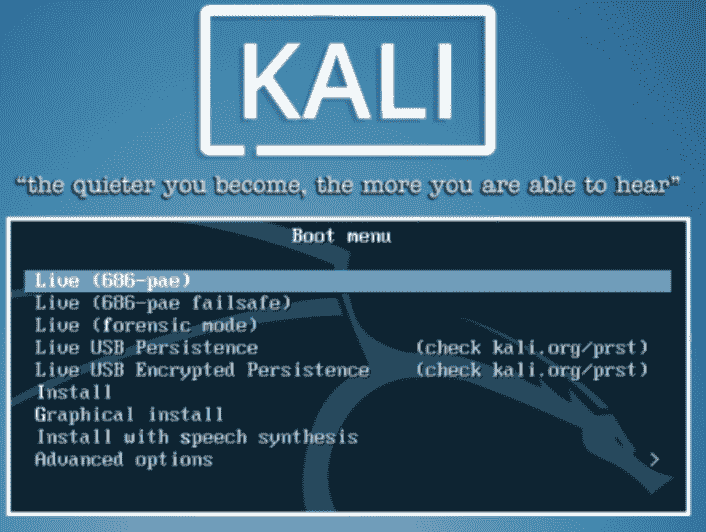 KALI
“the quieter you become, the more you are able to hear”
Boot menu
Live (686-pae)
Live (686-pae failsafe)
Live (forensic mode)
Live USB Persistence (check kali.org/prst)
Live USB Encrypted Persistence (check kali.org/prst)
Install
Graphical install
Install with speech synthesis
Advanced options >